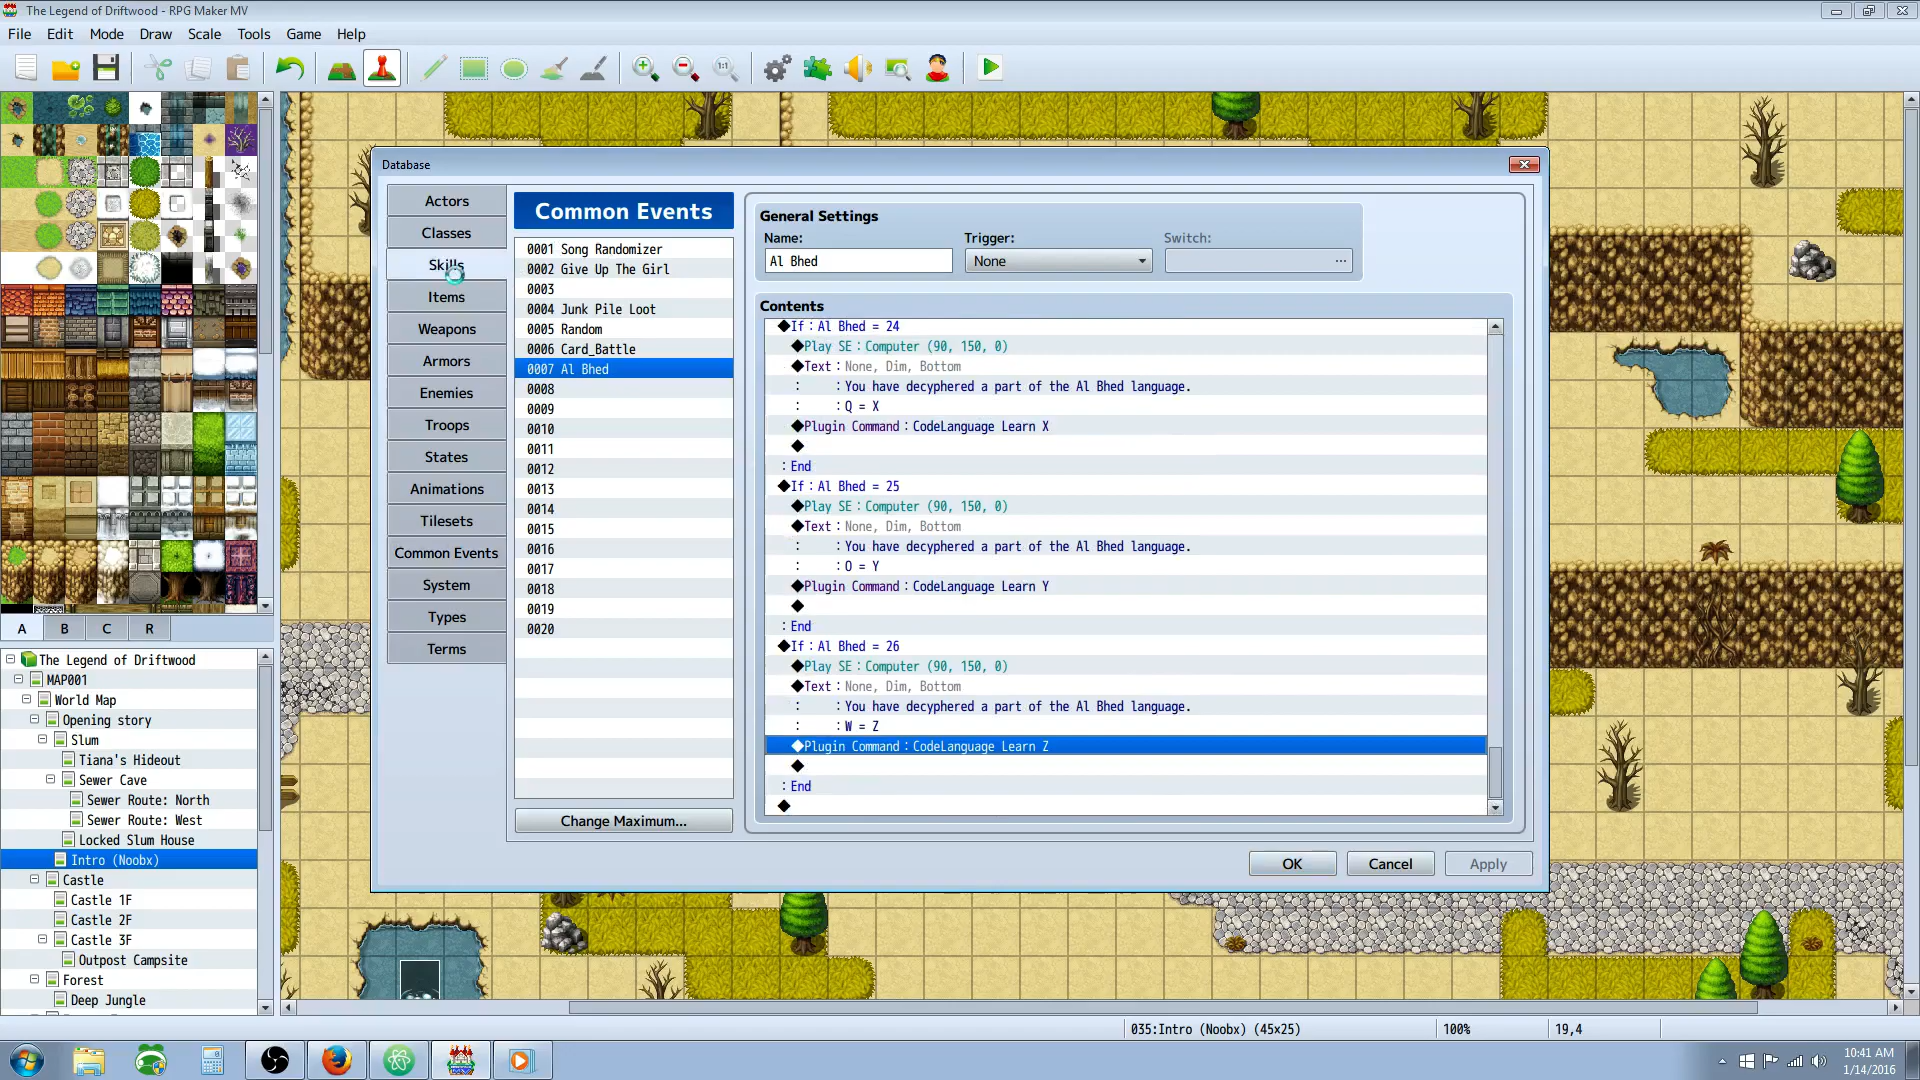 The Legend of Driftwood - RPG Maker MV
File Edit Mode Draw Scale Tools Game Help
1:1
Database
Actors
Classes
Skills
Items
Weapons
Armors
Enemies
Troops
States
Animations
Tilesets
Common Events
System
Types
Terms
Common Events
0001 Song Randomizer
0002 Give Up The Girl
0003
0004 Junk Pile Loot
0005 Random
0006 Card_Battle
0007 Al Bhed
0008
0009
0010
0011
0012
0013
0014
0015
0016
0017
0018
0019
0020
Change Maximum...
General Settings
Name: Trigger: Switch:
Al Bhed None ...
Contents
◆If：Al Bhed = 24
◆Play SE：Computer (90, 150, 0)
◆Text：None, Dim, Bottom
: :You have decyphered a part of the Al Bhed language.
: :Q = X
◆Plugin Command：CodeLanguage Learn X
◆
:End
◆If：Al Bhed = 25
◆Play SE：Computer (90, 150, 0)
◆Text：None, Dim, Bottom
: :You have decyphered a part of the Al Bhed language.
: :O = Y
◆Plugin Command：CodeLanguage Learn Y
◆
:End
◆If：Al Bhed = 26
◆Play SE：Computer (90, 150, 0)
◆Text：None, Dim, Bottom
: :You have decyphered a part of the Al Bhed language.
: :W = Z
◆Plugin Command：CodeLanguage Learn Z
◆
:End
◆
OK Cancel Apply
A B C R
The Legend of Driftwood
MAP001
World Map
Opening story
Slum
Tiana's Hideout
Sewer Cave
Sewer Route: North
Sewer Route: West
Locked Slum House
Intro (Noobx)
Castle
Castle 1F
Castle 2F
Castle 3F
Outpost Campsite
Forest
Deep Jungle
035:Intro (Noobx) (45x25) 100% 19,4
10:41 AM
1/14/2016